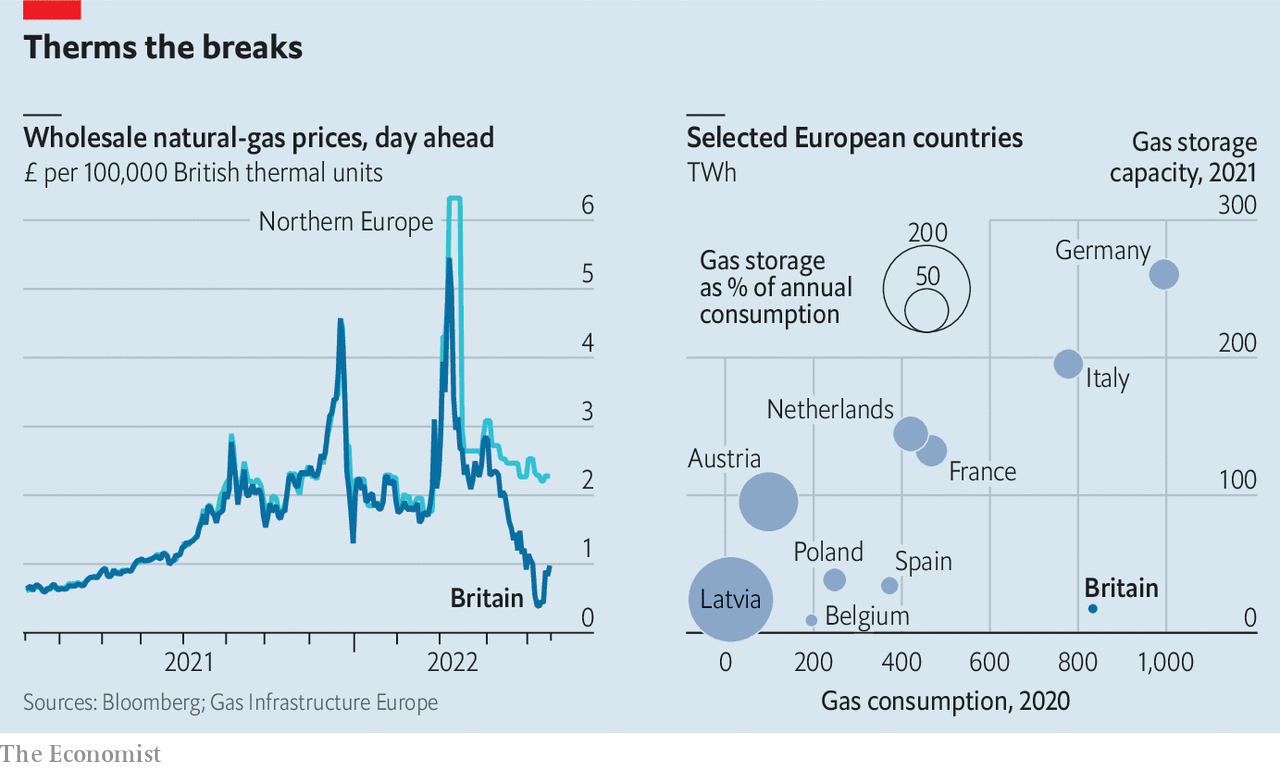 Therms the breaks
Wholesale natural-gas prices, day ahead
£ per 100,000 British thermal units
Northern Europe
6
5
4
3
2
1
0
Britain
2021
2022
Selected European countries
TWh
Gas storage
capacity, 2021
300
200
100
0
Gas storage
as % of annual
consumption
200
50
Germany
Italy
Netherlands
France
Austria
Poland
Spain
Latvia
Belgium
Britain
0
200
400
600
800
1,000
Gas consumption, 2020
Sources: Bloomberg; Gas Infrastructure Europe
The Economist